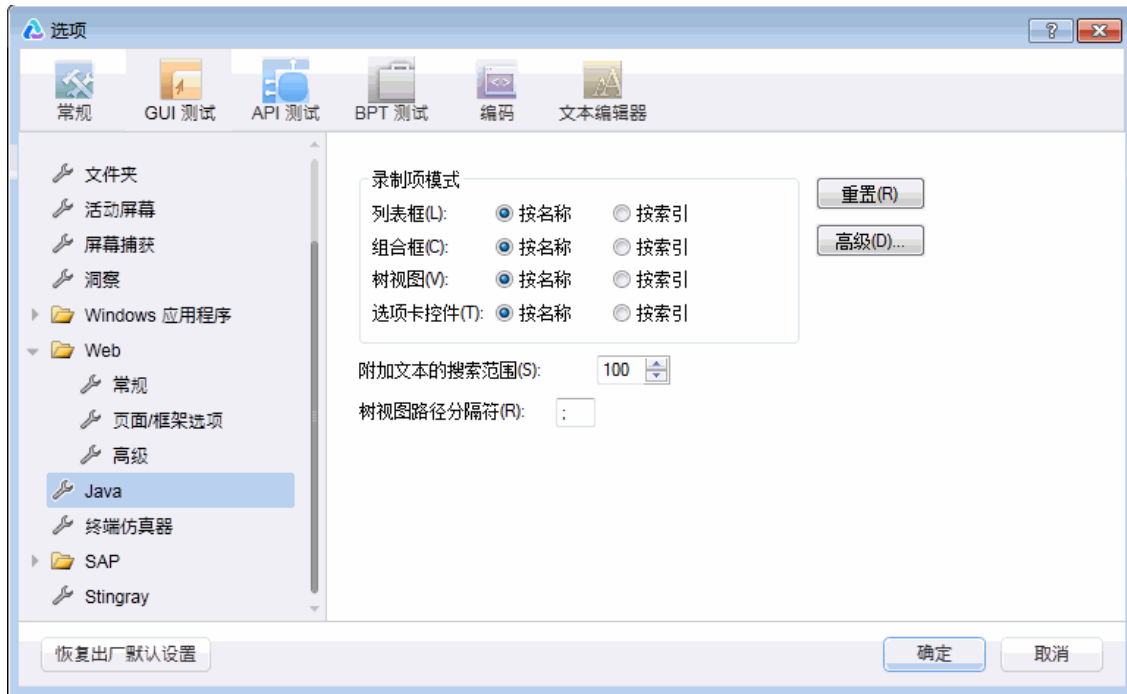 选项
常规 GUI 测试 API 测试 BPT 测试 编码 文本编辑器
文件夹
活动屏幕
屏幕捕获
洞察
Windows 应用程序
Web
常规
页面/框架选项
高级
Java
终端仿真器
SAP
Stingray
录制项模式
列表框(L): 按名称 按索引
组合框(C): 按名称 按索引
树视图(V): 按名称 按索引
选项卡控件(T): 按名称 按索引
附加文本的搜索范围(S): 100
树视图路径分隔符(R): ;
重置(R)
高级(D)...
恢复出厂默认设置
确定 取消